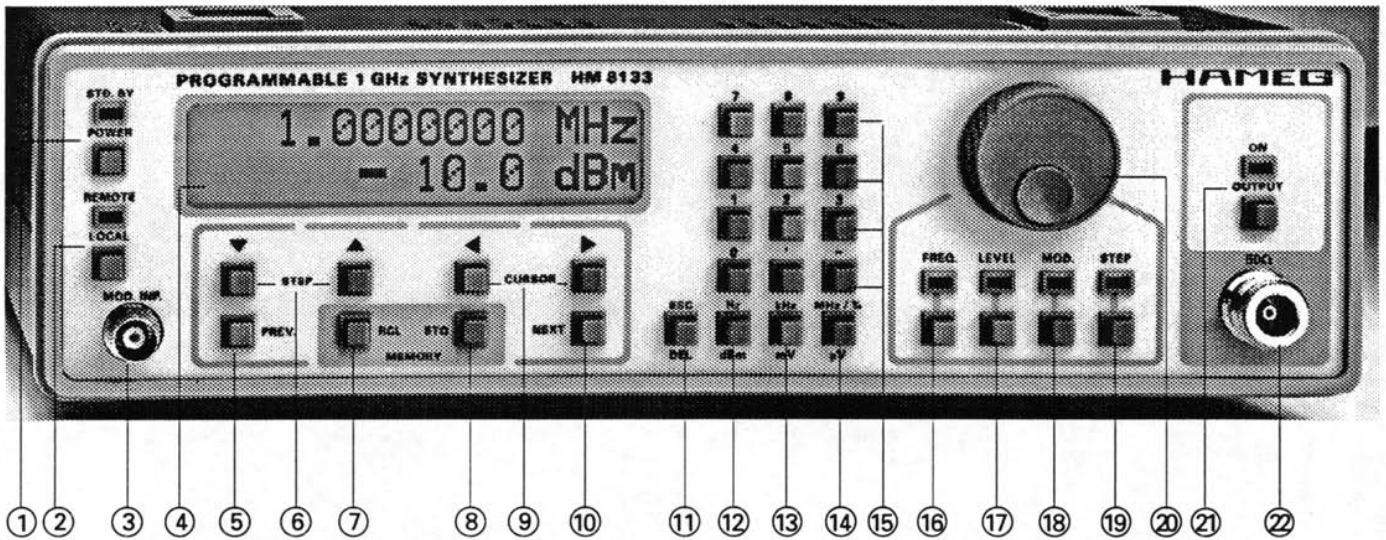 PROGRAMMABLE 1 GHz SYNTHESIZER HM 8133
HAMEG
STD. BY
POWER
REMOTE
LOCAL
MOD. INP.
1.0000000 MHz
- 10.0 dBm
▼ ▲ ◀ ▶
STEP CURSOR
PREV. RCL STO NEXT
MEMORY
7 8 9
4 5 6
1 2 3
0 . -
ESC Hz kHz MHz / %
DEL dBm mV µV
FREQ. LEVEL MOD. STEP
ON
OUTPUT
50Ω
① ② ③ ④ ⑤ ⑥ ⑦ ⑧ ⑨ ⑩ ⑪ ⑫ ⑬ ⑭ ⑮ ⑯ ⑰ ⑱ ⑲ ⑳ ㉑ ㉒